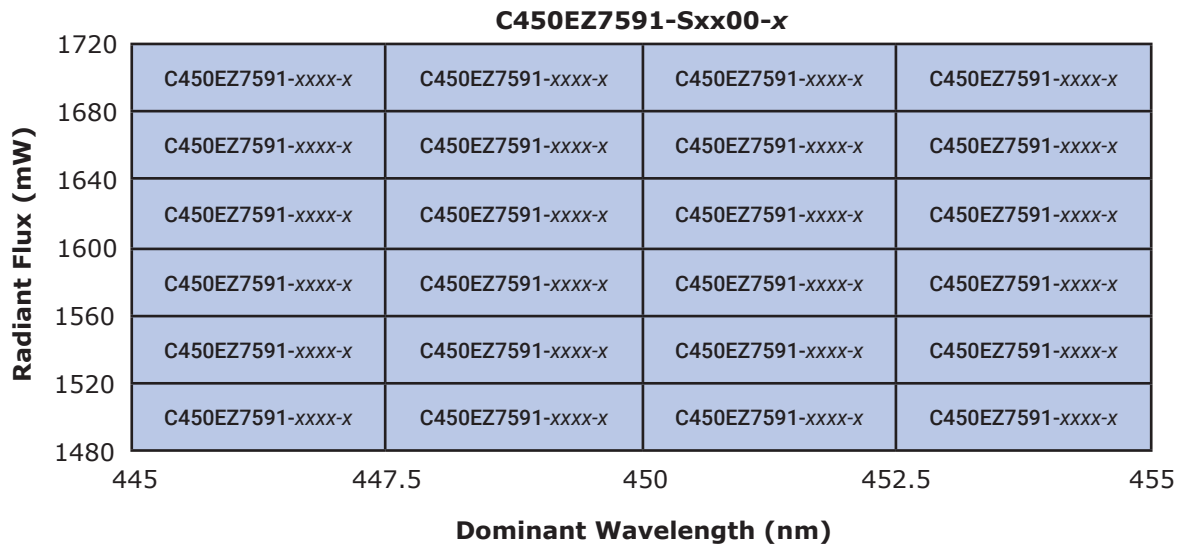 C450EZ7591-Sxx00-x
1720
C450EZ7591-xxxx-x C450EZ7591-xxxx-x C450EZ7591-xxxx-x C450EZ7591-xxxx-x
1680
C450EZ7591-xxxx-x C450EZ7591-xxxx-x C450EZ7591-xxxx-x C450EZ7591-xxxx-x
1640
C450EZ7591-xxxx-x C450EZ7591-xxxx-x C450EZ7591-xxxx-x C450EZ7591-xxxx-x
1600
C450EZ7591-xxxx-x C450EZ7591-xxxx-x C450EZ7591-xxxx-x C450EZ7591-xxxx-x
1560
C450EZ7591-xxxx-x C450EZ7591-xxxx-x C450EZ7591-xxxx-x C450EZ7591-xxxx-x
1520
C450EZ7591-xxxx-x C450EZ7591-xxxx-x C450EZ7591-xxxx-x C450EZ7591-xxxx-x
1480
Radiant Flux (mW)
445 447.5 450 452.5 455
Dominant Wavelength (nm)